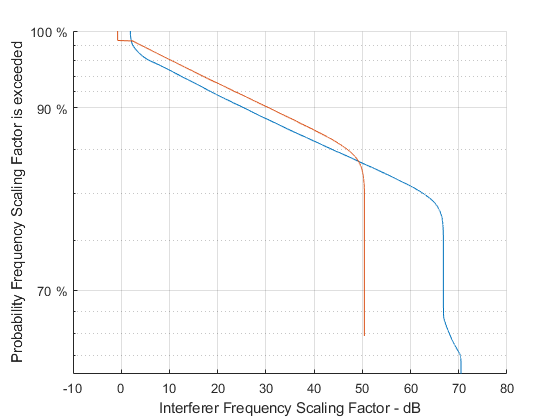 100 %
90 %
70 %
Probability Frequency Scaling Factor is exceeded
-10 0 10 20 30 40 50 60 70 80
Interferer Frequency Scaling Factor - dB